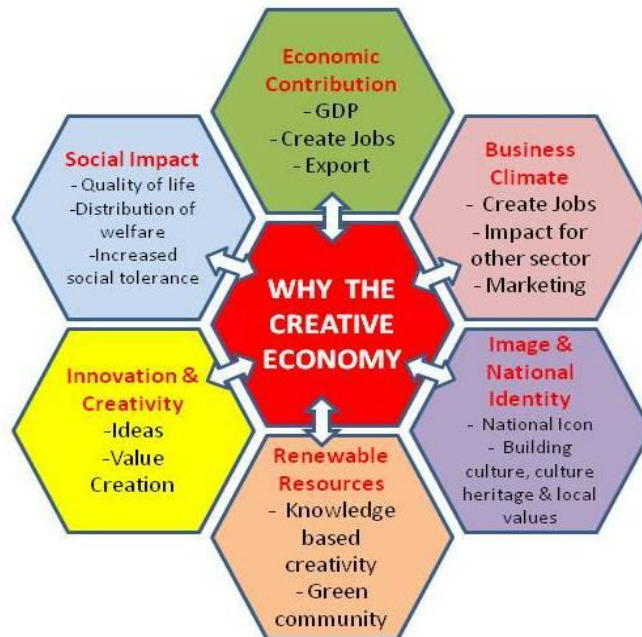 Economic
Contribution
- GDP
- Create Jobs
- Export
Social Impact
- Quality of life
-Distribution of
welfare
-Increased
social tolerance
Business
Climate
- Create Jobs
- Impact for
other sector
- Marketing
WHY THE
CREATIVE
ECONOMY
Innovation &
Creativity
-Ideas
-Value
Creation
Image &
National
Identity
- National Icon
- Building
culture, culture
heritage & local
values
Renewable
Resources
- Knowledge
based
creativity
- Green
community